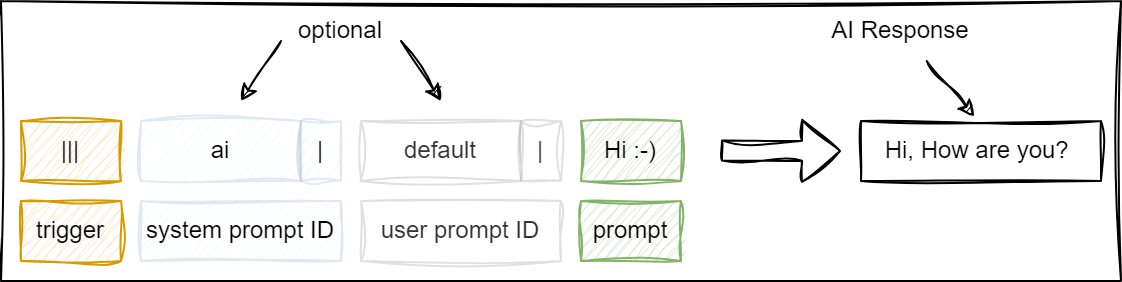 optional
AI Response
||| ai | default | Hi :-) Hi, How are you?
trigger system prompt ID user prompt ID prompt